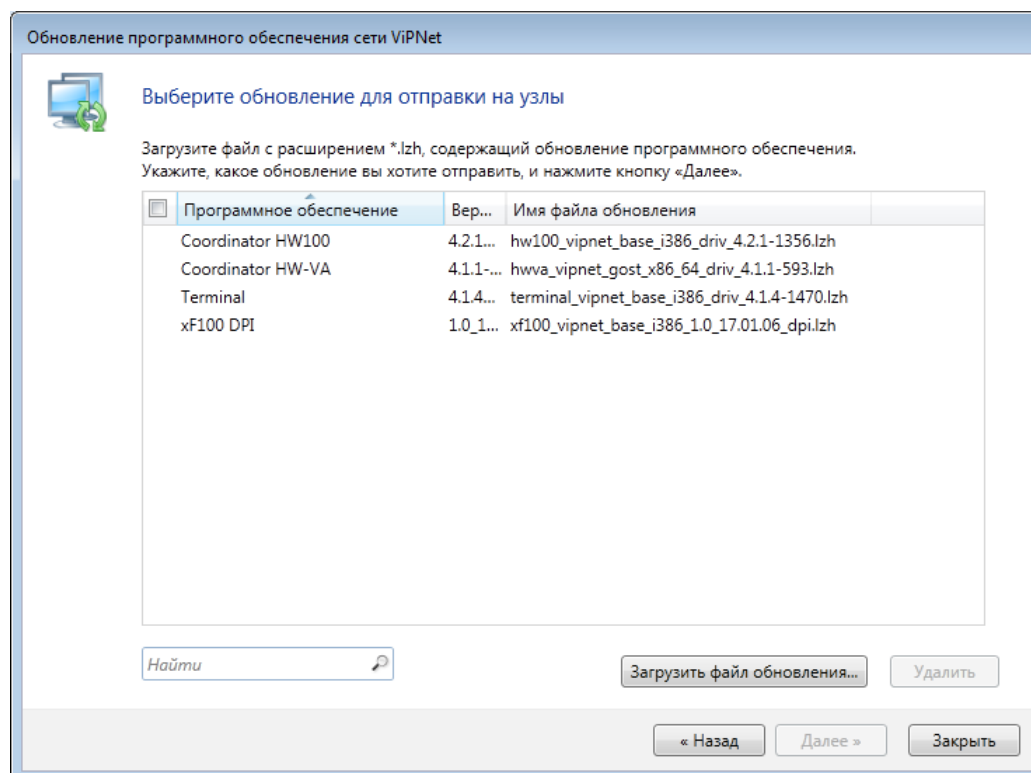 Обновление программного обеспечения сети ViPNet
Выберите обновление для отправки на узлы
Загрузите файл с расширением *.lzh, содержащий обновление программного обеспечения.
Укажите, какое обновление вы хотите отправить, и нажмите кнопку «Далее».
Программное обеспечение Вер... Имя файла обновления
Coordinator HW100 4.2.1... hw100_vipnet_base_i386_driv_4.2.1-1356.lzh
Coordinator HW-VA 4.1.1-... hwva_vipnet_gost_x86_64_driv_4.1.1-593.lzh
Terminal 4.1.4... terminal_vipnet_base_i386_driv_4.1.4-1470.lzh
xF100 DPI 1.0_1... xf100_vipnet_base_i386_1.0_17.01.06_dpi.lzh
Найти
Загрузить файл обновления... Удалить
« Назад Далее » Закрыть